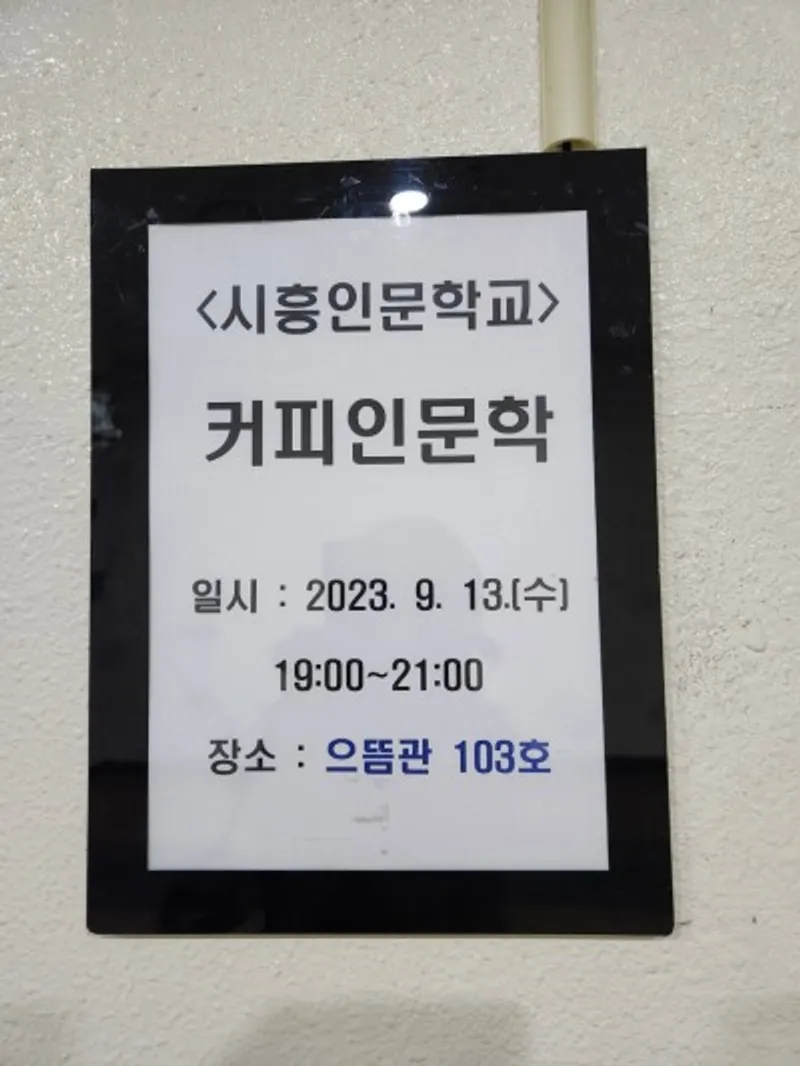 <시흥인문학교>
커피인문학
일시 : 2023. 9. 13.(수)
19:00~21:00
장소 : 으뜸관 103호